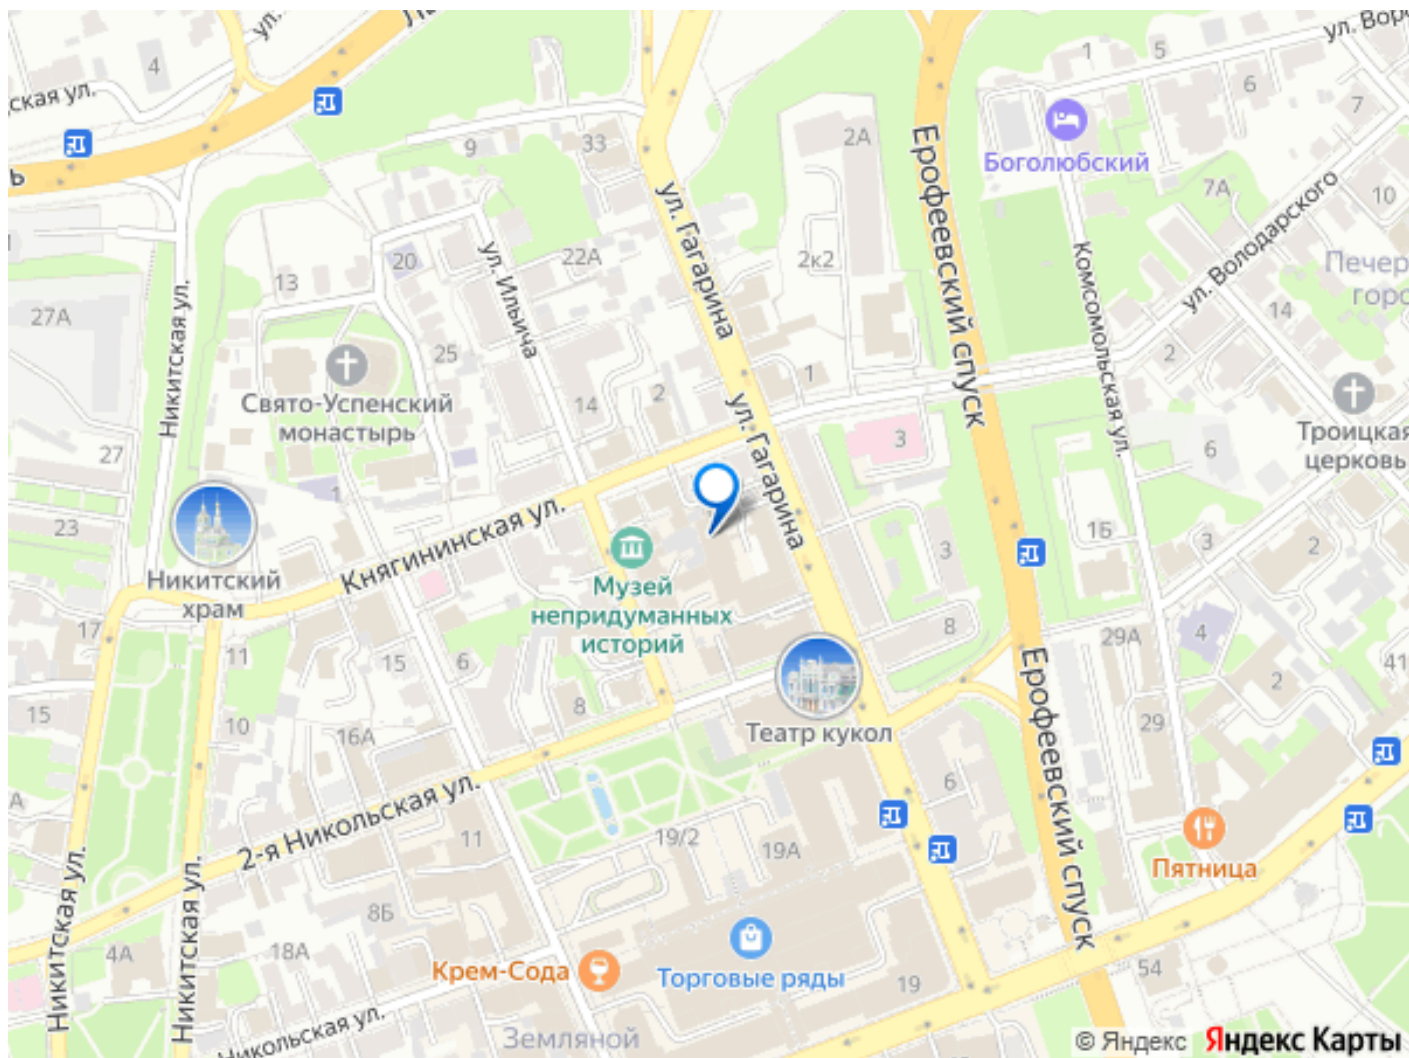 4
9
33
2А
1
5
6
7
ская ул.
Боголюбский
7А
10
ул. Гагарина
Ерофеевский спуск
ул. Володарского
20
22А
2к2
ул. Ильича
Комсомольская ул.
13
14
27А
Никитская ул.
25
2
1
2
Свято-Успенский
монастырь
14
ул. Гагарина
3
6
Троицкая
церковь
27
1
23
Княгининская ул.
Никитский
храм
Музей
непридуманных
историй
3
1Б
3
2
17
11
15
6
8
8
29А
4
41
2
15
10
16А
29
Театр кукол
Ерофеевский спуск
2-я Никольская ул.
11
19/2
19А
6
Пятница
Никитская ул.
Никитская ул.
8Б
4А
18А
Крем-Сода
Торговые ряды
19
54
Никольская ул.
Земляной
© Яндекс Яндекс Карты